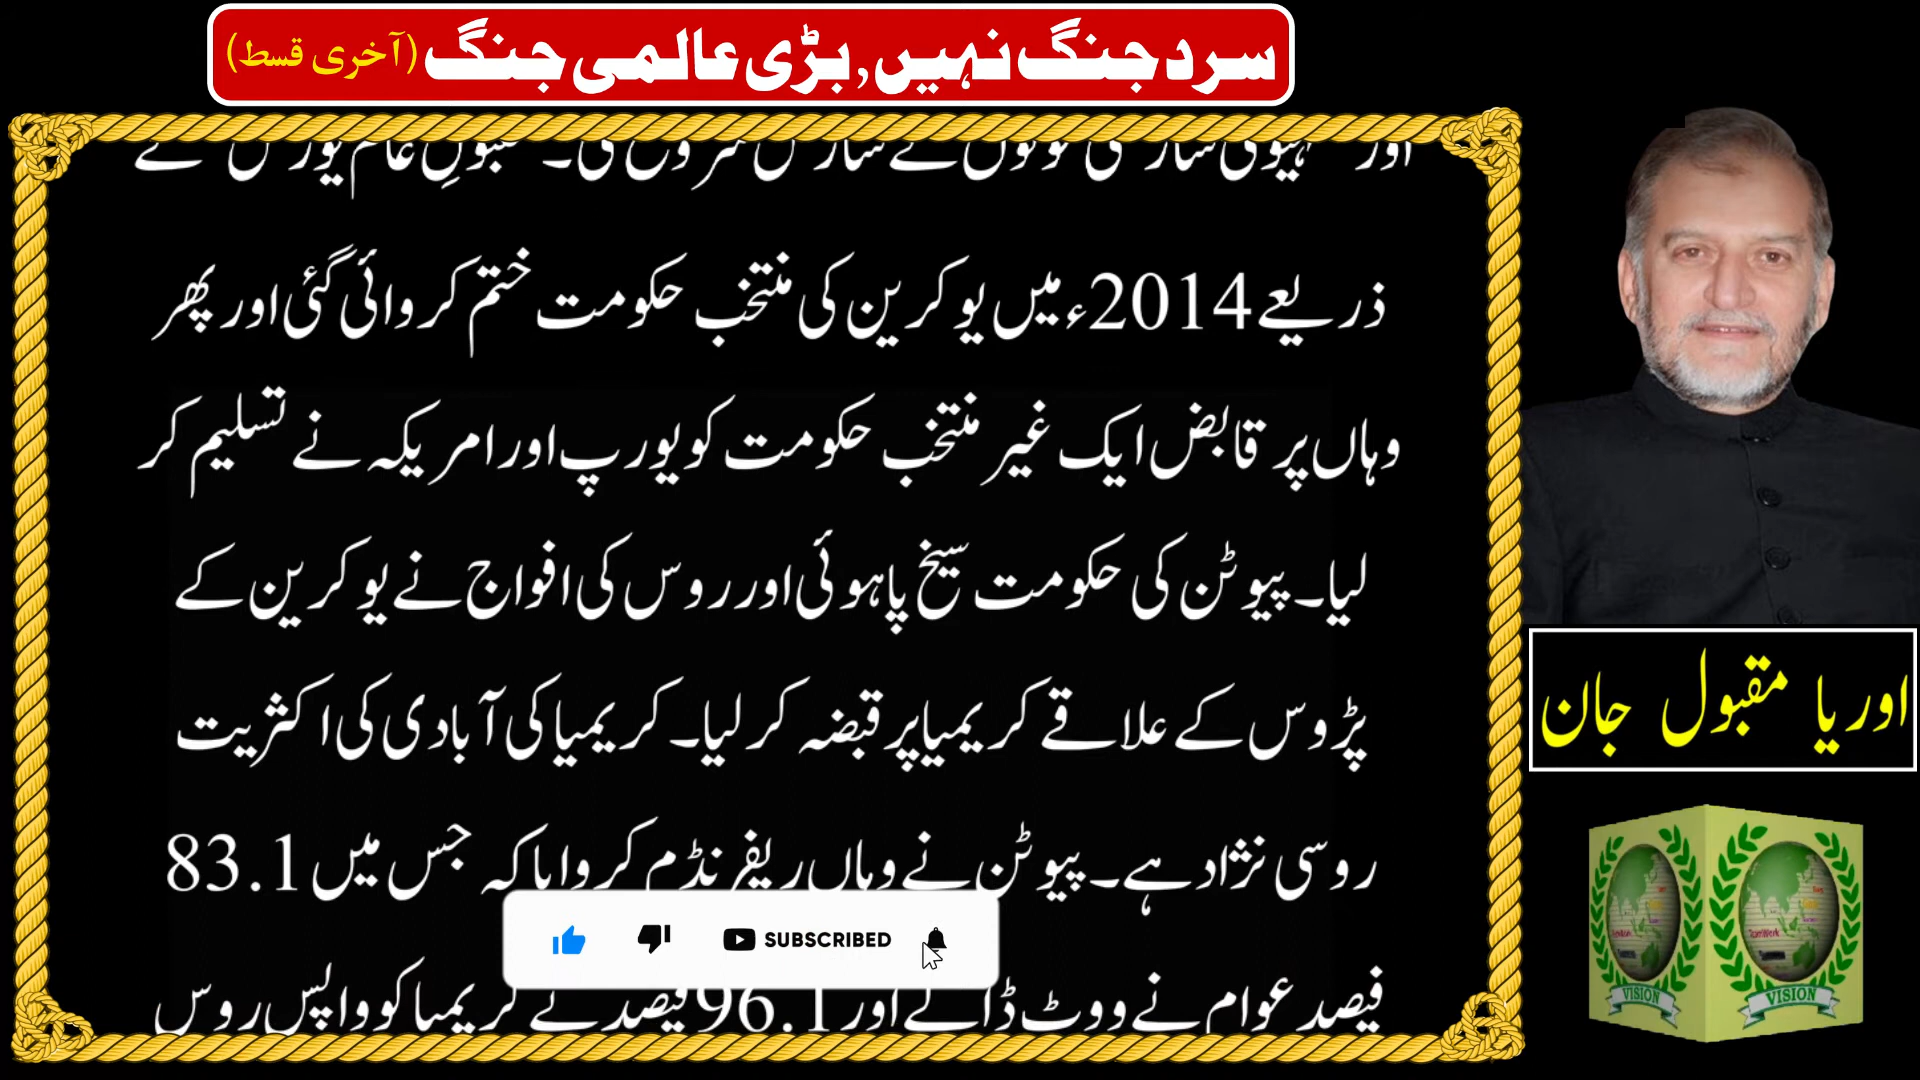 سرد جنگ نہیں, بڑی عالمی جنگ (آخری قسط)
ذریعے 2014ء میں یوکرین کی منتخب حکومت ختم کروائی گئی اور پھر
وہاں پر قابض ایک غیر منتخب حکومت کو یورپ اور امریکہ نے تسلیم کر
لیا۔ پیوٹن کی حکومت سیخ پا ہوئی اور روس کی افواج نے یوکرین کے
پڑوس کے علاقے کریمیا پر قبضہ کر لیا۔ کریمیا کی آبادی کی اکثریت
روسی نژاد ہے۔ پیوٹن نے وہاں ریفرنڈم کروایا کہ جس میں 83.1
فیصد عوام نے ووٹ ڈالے اور 96.1 فیصد نے کریمیا کو واپس روس
SUBSCRIBED
اوریا مقبول جان
VISION
VISION